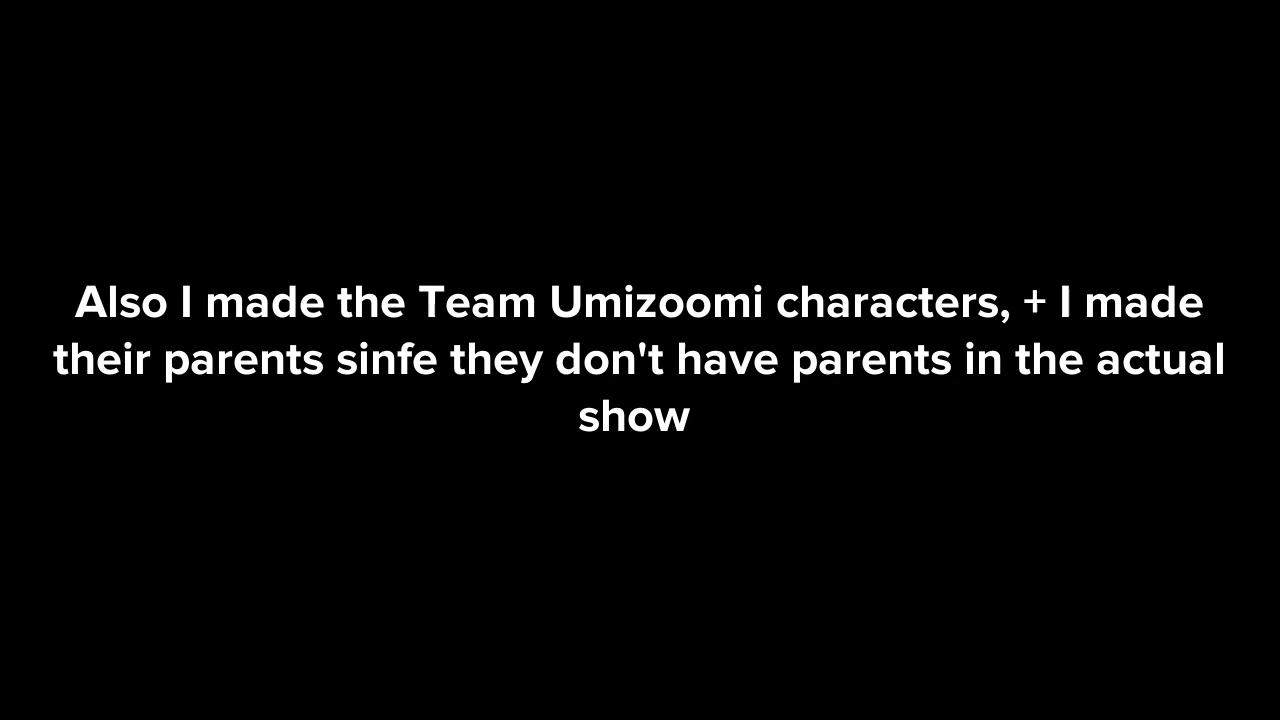 Also I made the Team Umizoomi characters, + I made
their parents sinfe they don't have parents in the actual
show